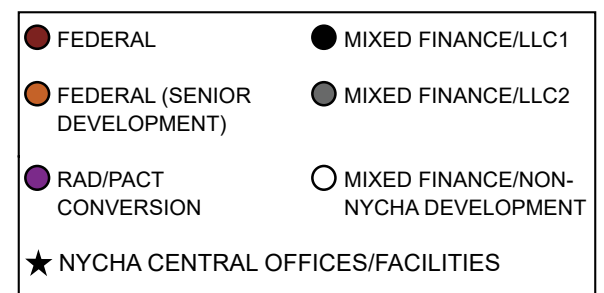 FEDERAL
MIXED FINANCE/LLC1
FEDERAL (SENIOR
DEVELOPMENT)
MIXED FINANCE/LLC2
RAD/PACT
CONVERSION
MIXED FINANCE/NON-
NYCHA DEVELOPMENT
NYCHA CENTRAL OFFICES/FACILITIES